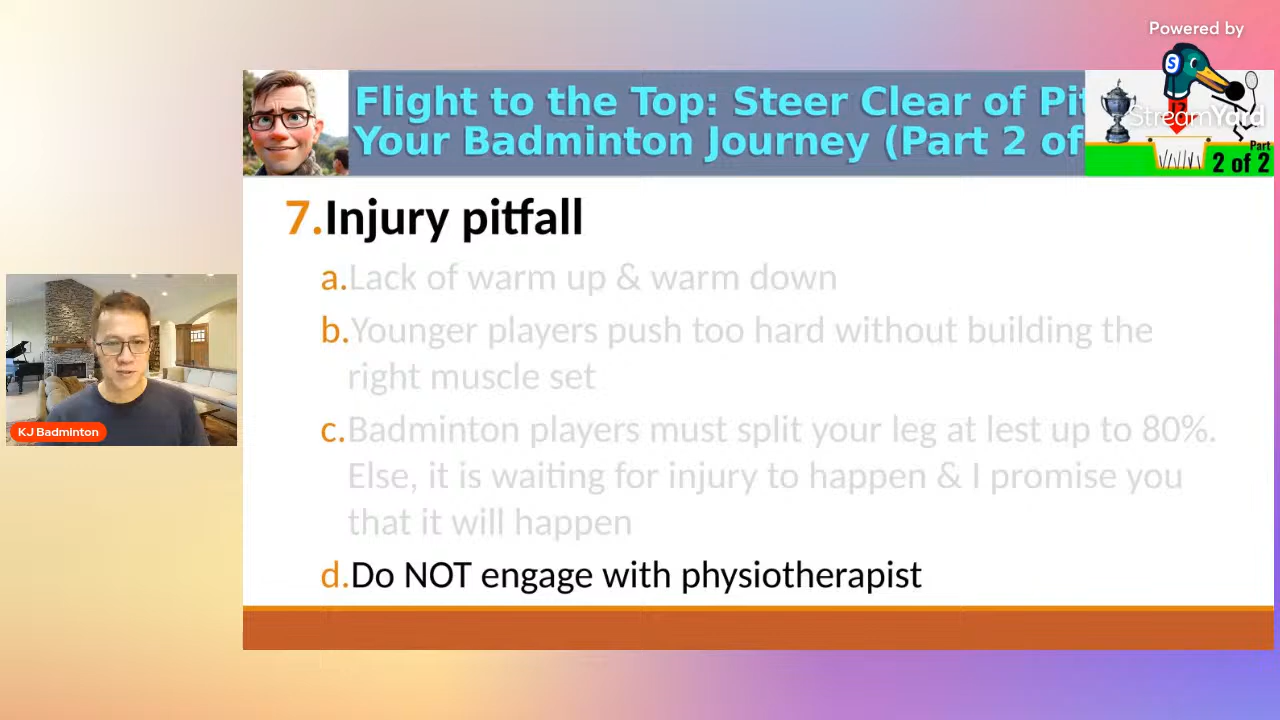 Powered by
StreamYard
Flight to the Top: Steer Clear of Pit
Your Badminton Journey (Part 2 of
Part
2 of 2
7.Injury pitfall
a.Lack of warm up & warm down
b.Younger players push too hard without building the
right muscle set
c.Badminton players must split your leg at lest up to 80%.
Else, it is waiting for injury to happen & I promise you
that it will happen
d.Do NOT engage with physiotherapist
KJ Badminton